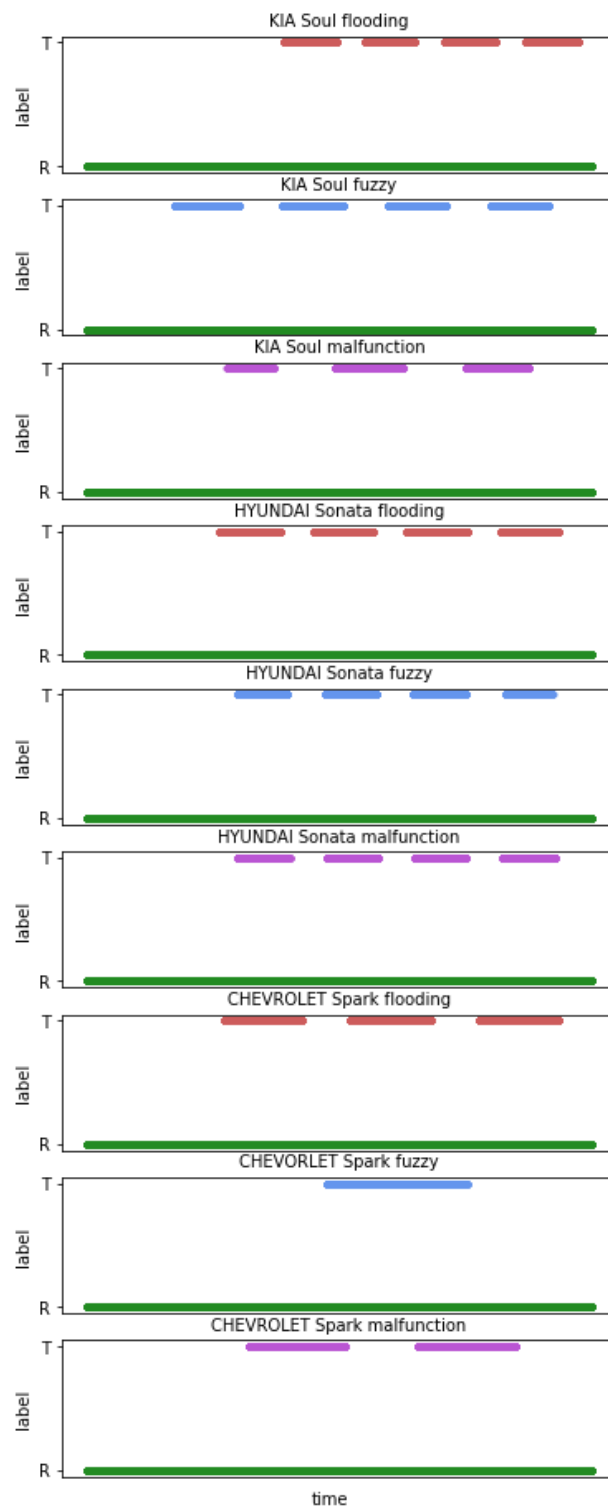 KIA Soul flooding
T
label
R
KIA Soul fuzzy
T
label
R
KIA Soul malfunction
T
label
R
HYUNDAI Sonata flooding
T
label
R
HYUNDAI Sonata fuzzy
T
label
R
HYUNDAI Sonata malfunction
T
label
R
CHEVROLET Spark flooding
T
label
R
CHEVORLET Spark fuzzy
T
label
R
CHEVROLET Spark malfunction
T
label
R
time